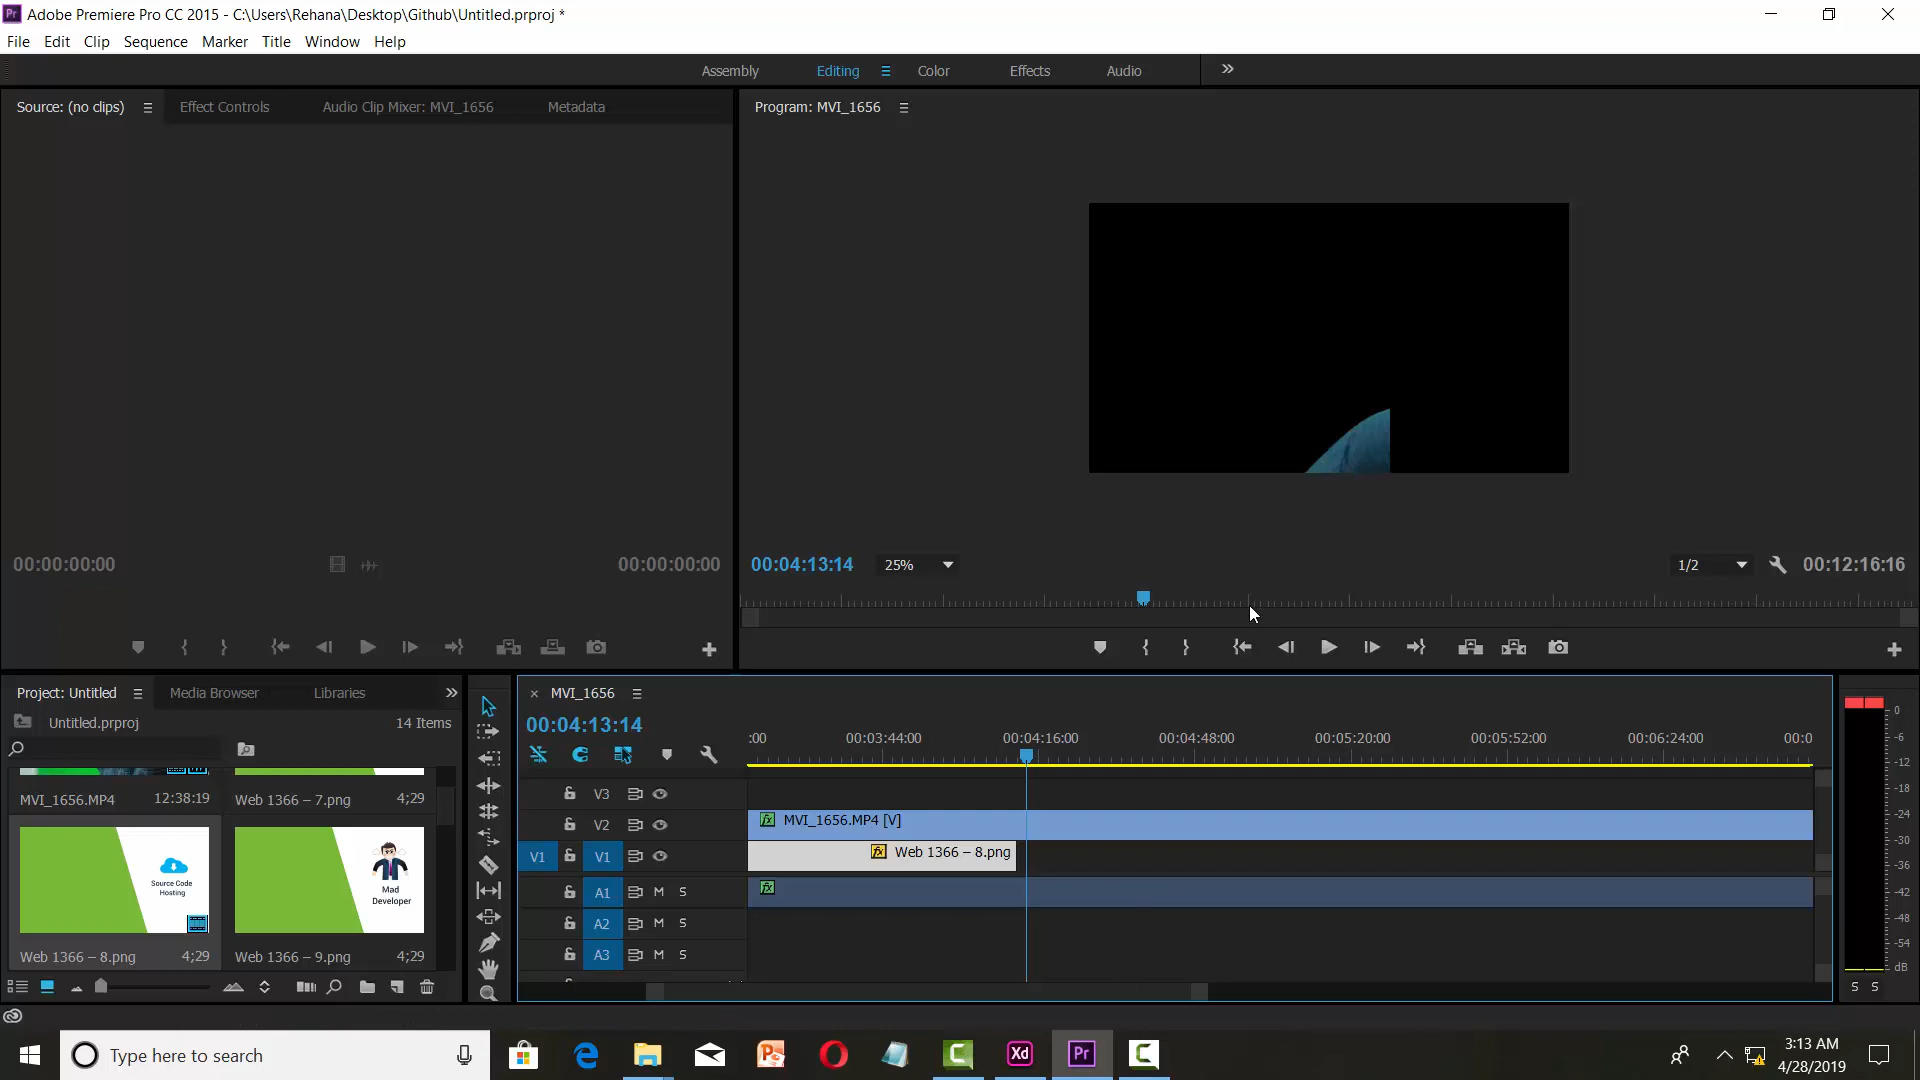 Pr Adobe Premiere Pro CC 2015 - C:\Users\Rehana\Desktop\Github\Untitled.prproj *
File Edit Clip Sequence Marker Title Window Help
Assembly Editing Color Effects Audio
Source: (no clips) Effect Controls Audio Clip Mixer: MVI_1656 Metadata
Program: MVI_1656
00:00:00:00 00:00:00:00
00:04:13:14 25% 1/2 00:12:16:16
Project: Untitled Media Browser Libraries
Untitled.prproj 14 Items
MVI_1656.MP4 12:38:19
Web 1366 – 7.png 4;29
Source Code
Hosting
Mad
Developer
Web 1366 – 8.png 4;29
Web 1366 – 9.png 4;29
MVI_1656
00:04:13:14
:00 00:03:44:00 00:04:16:00 00:04:48:00 00:05:20:00 00:05:52:00 00:06:24:00 00:0
V3
V2
fx MVI_1656.MP4 [V]
V1 V1
fx Web 1366 – 8.png
A1 M S
fx
A2 M S
A3 M S
0
-6
-12
-18
-24
-30
-36
-42
-48
-54
dB
S S
Type here to search
Xd
Pr
3:13 AM
4/28/2019